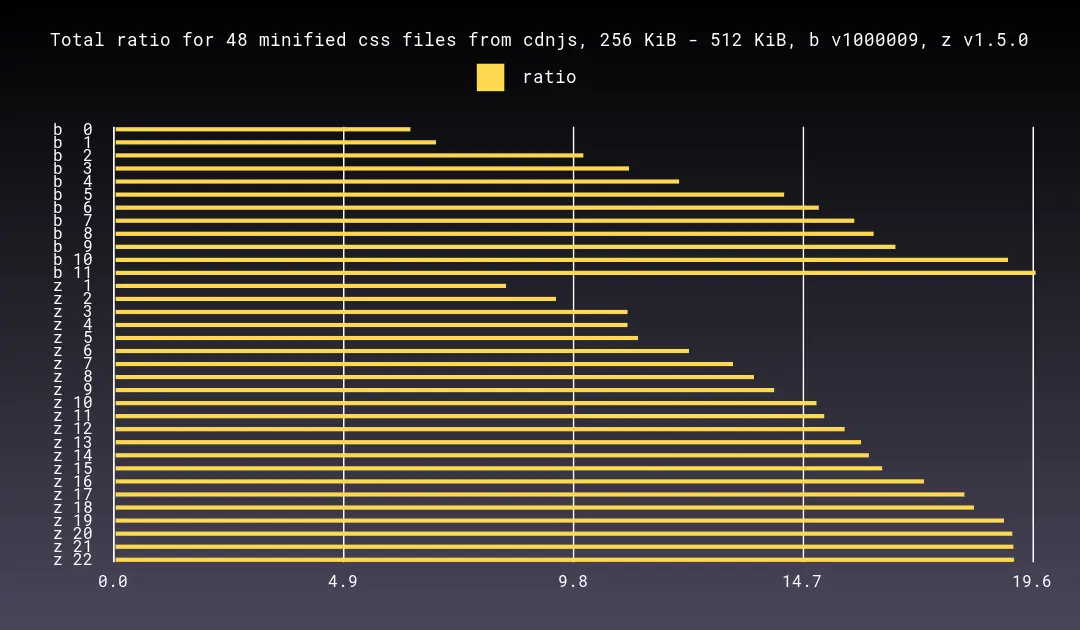 Total ratio for 48 minified css files from cdnjs, 256 KiB - 512 KiB, b v1000009, z v1.5.0
ratio
b 0
b 1
b 2
b 3
b 4
b 5
b 6
b 7
b 8
b 9
b 10
b 11
z 1
z 2
z 3
z 4
z 5
z 6
z 7
z 8
z 9
z 10
z 11
z 12
z 13
z 14
z 15
z 16
z 17
z 18
z 19
z 20
z 21
z 22
0.0 4.9 9.8 14.7 19.6